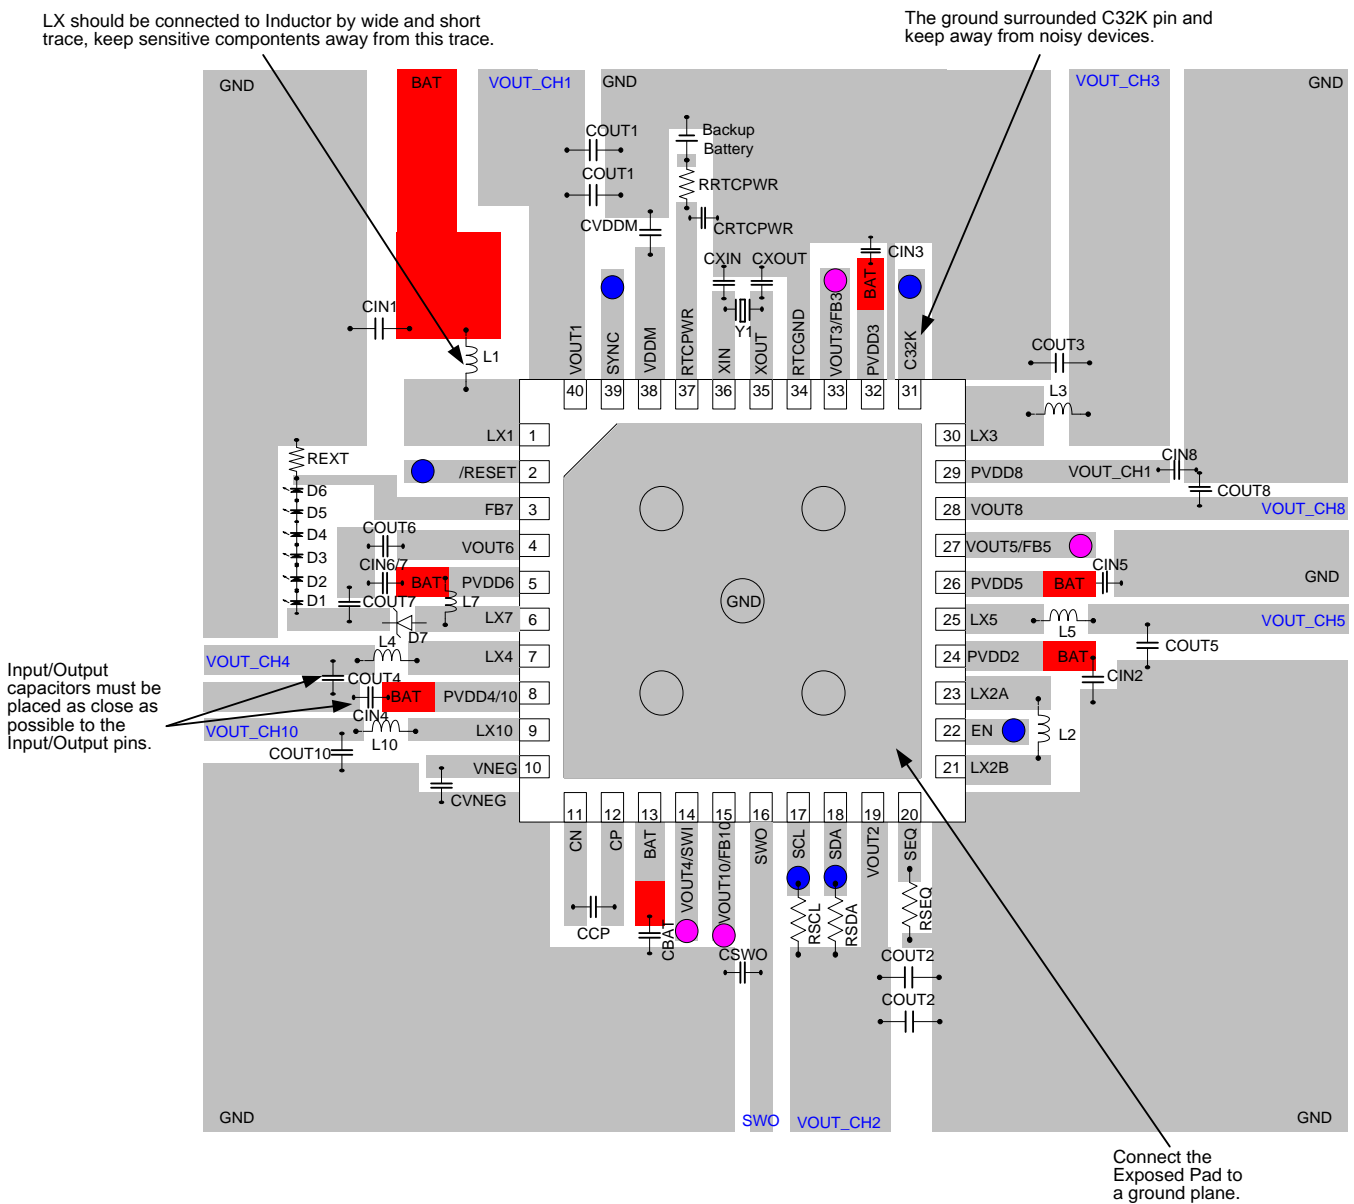 LX should be connected to Inductor by wide and short
trace, keep sensitive compontents away from this trace.
The ground surrounded C32K pin and
keep away from noisy devices.
GND
BAT
VOUT_CH1
GND
VOUT_CH3
GND
COUT1
Backup
Battery
COUT1
RRTCPWR
CVDDM
CRTCPWR
CXIN
CXOUT
CIN3
BAT
CIN1
L1
Y1
COUT3
L3
VOUT1
SYNC
VDDM
RTCPWR
XIN
XOUT
RTCGND
VOUT3/FB3
PVDD3
C32K
40
39
38
37
36
35
34
33
32
31
LX1
1
30
LX3
REXT
/RESET
2
29
PVDD8
VOUT_CH1
CIN8
COUT8
D6
D5
FB7
3
28
VOUT8
VOUT_CH8
D4
COUT6
VOUT6
4
27
VOUT5/FB5
D3
CIN6/7
BAT
PVDD6
5
26
PVDD5
BAT
CIN5
GND
D2
D1
COUT7
L7
LX7
6
GND
25
LX5
L5
VOUT_CH5
D7
L4
COUT5
VOUT_CH4
LX4
7
24
PVDD2
BAT
CIN2
Input/Output
capacitors must be
placed as close as
possible to the
Input/Output pins.
COUT4
CIN4
BAT
PVDD4/10
8
23
LX2A
VOUT_CH10
L10
LX10
9
22
EN
L2
COUT10
VNEG
10
21
LX2B
CVNEG
11
12
13
14
15
16
17
18
19
20
CN
CP
BAT
VOUT4/SWI
VOUT10/FB10
SWO
SCL
SDA
VOUT2
SEQ
CCP
CBAT
CSWO
RSCL
RSDA
RSEQ
COUT2
COUT2
GND
SWO
VOUT_CH2
GND
Connect the
Exposed Pad to
a ground plane.